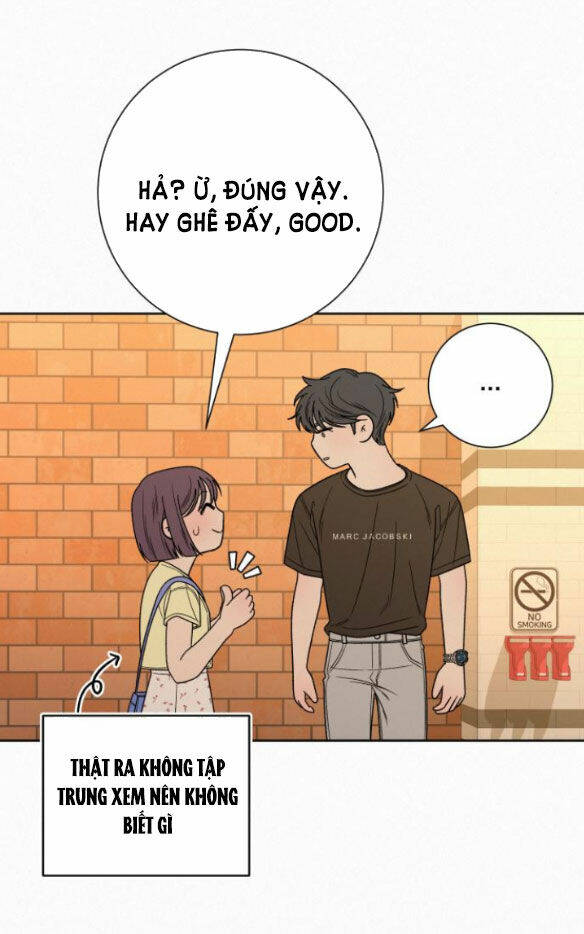 HẢ? Ừ, ĐÚNG VẬY.
HAY GHÊ ĐẤY, GOOD.
...
MARC JACOBSKI
NO
SMOKING
THẬT RA KHÔNG TẬP
TRUNG XEM NÊN KHÔNG
BIẾT GÌ